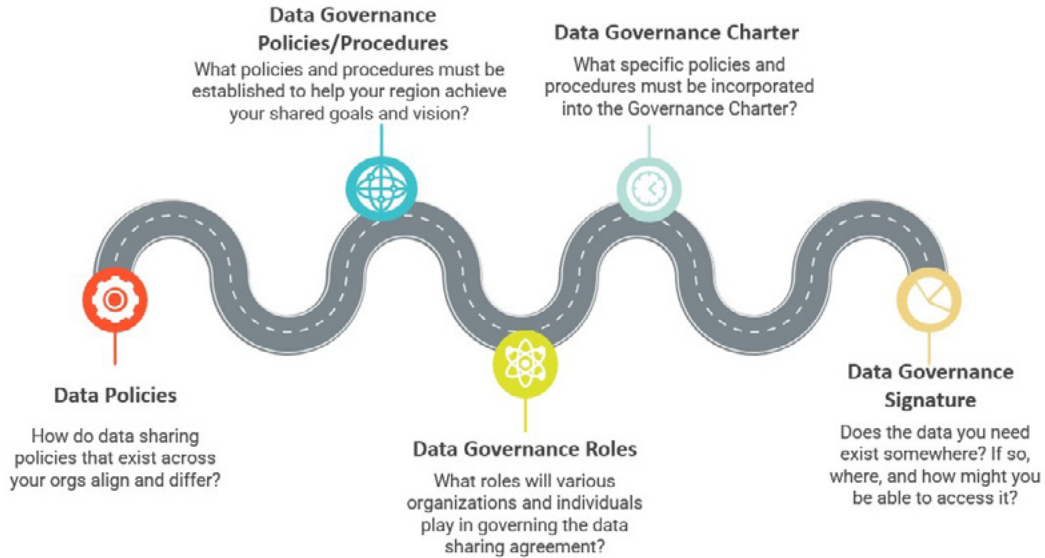 Data Governance
Policies/Procedures
What policies and procedures must be
established to help your region achieve
your shared goals and vision?
Data Governance Charter
What specific policies and
procedures must be incorporated
into the Governance Charter?
Data Policies
How do data sharing
policies that exist across
your orgs align and differ?
Data Governance Roles
What roles will various
organizations and individuals
play in governing the data
sharing agreement?
Data Governance
Signature
Does the data you need
exist somewhere? If so,
where, and how might you
be able to access it?